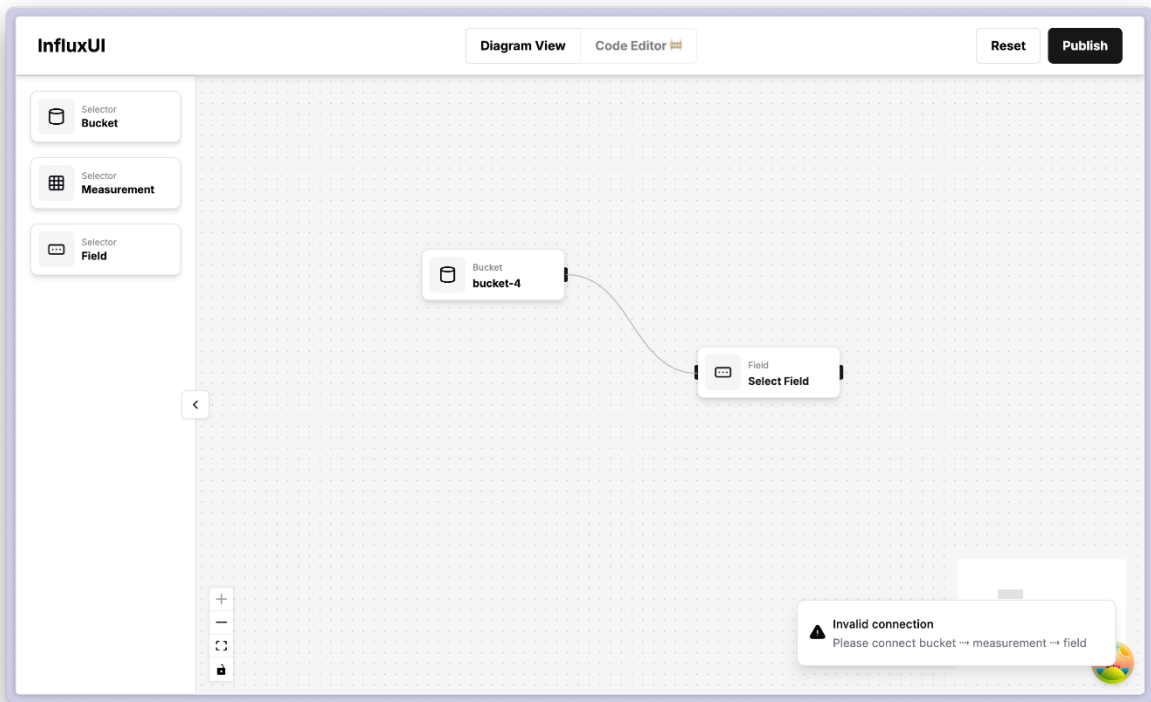 InfluxUI
Diagram View
Code Editor 🚧
Reset
Publish
Selector
Bucket
Selector
Measurement
Selector
Field
Bucket
bucket-4
Field
Select Field
Invalid connection
Please connect bucket ⇢ measurement ⇢ field